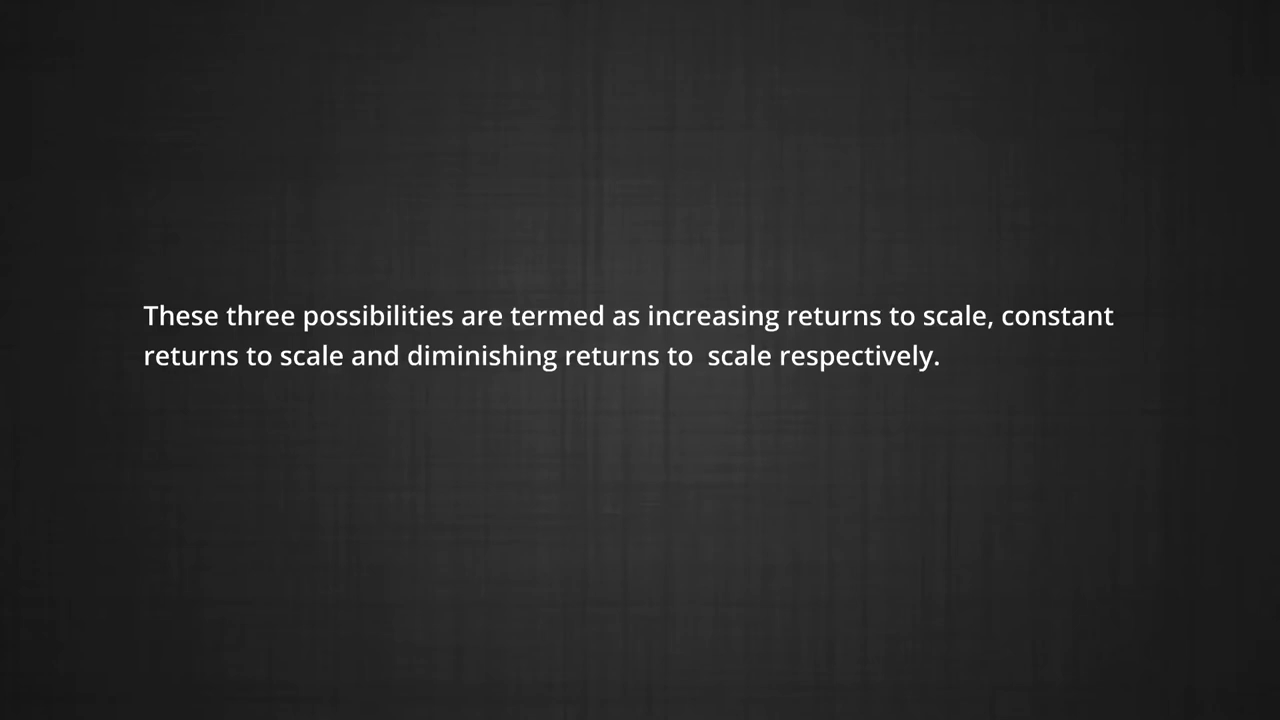 These three possibilities are termed as increasing returns to scale, constant
returns to scale and diminishing returns to  scale respectively.